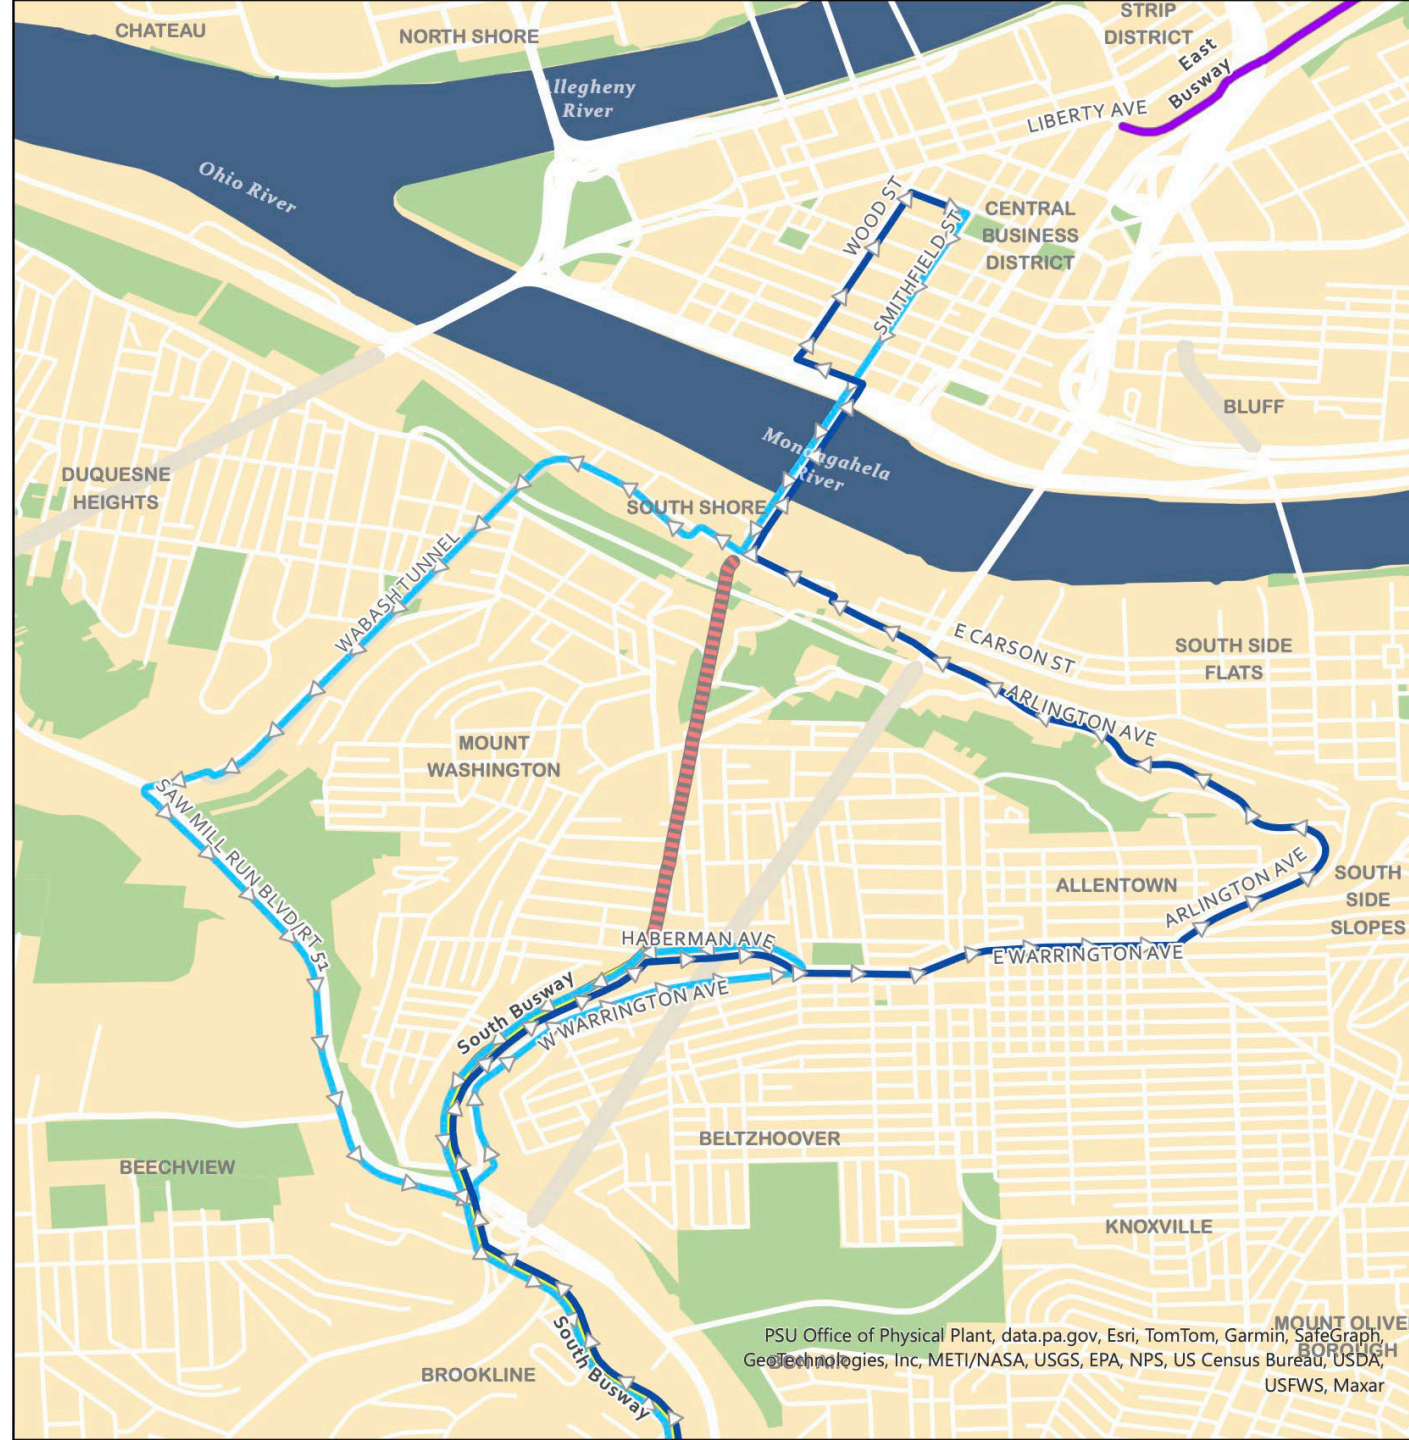 STRIP
DISTRICT
CHATEAU
NORTH SHORE
East
Busway
Allegheny
River
LIBERTY AVE
Ohio River
WOOD ST
SMITHFIELD ST
CENTRAL
BUSINESS
DISTRICT
BLUFF
Monongahela
River
DUQUESNE
HEIGHTS
SOUTH SHORE
WABASH TUNNEL
E CARSON ST
SOUTH SIDE
FLATS
ARLINGTON AVE
MOUNT
WASHINGTON
SAW MILL RUN BLVD/RT 51
ALLENTOWN
ARLINGTON AVE
SOUTH
SIDE
SLOPES
HABERMAN AVE
E WARRINGTON AVE
South Busway
W WARRINGTON AVE
BELTZHOOVER
BEECHVIEW
KNOXVILLE
MOUNT OLIVE
BOROUGH
South Busway
BROOKLINE
BON AIR
PSU Office of Physical Plant, data.pa.gov, Esri, TomTom, Garmin, SafeGraph,
GeoTechnologies, Inc, METI/NASA, USGS, EPA, NPS, US Census Bureau, USDA,
USFWS, Maxar